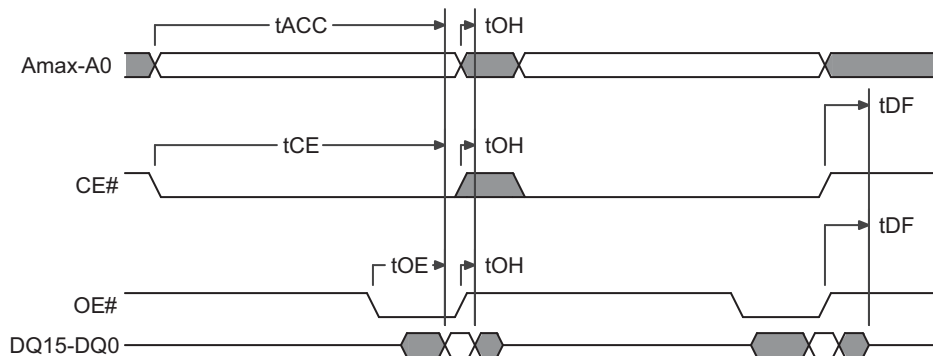 tACC tOH
Amax-A0
tDF
tCE tOH
CE#
tDF
tOE tOH
OE#
DQ15-DQ0